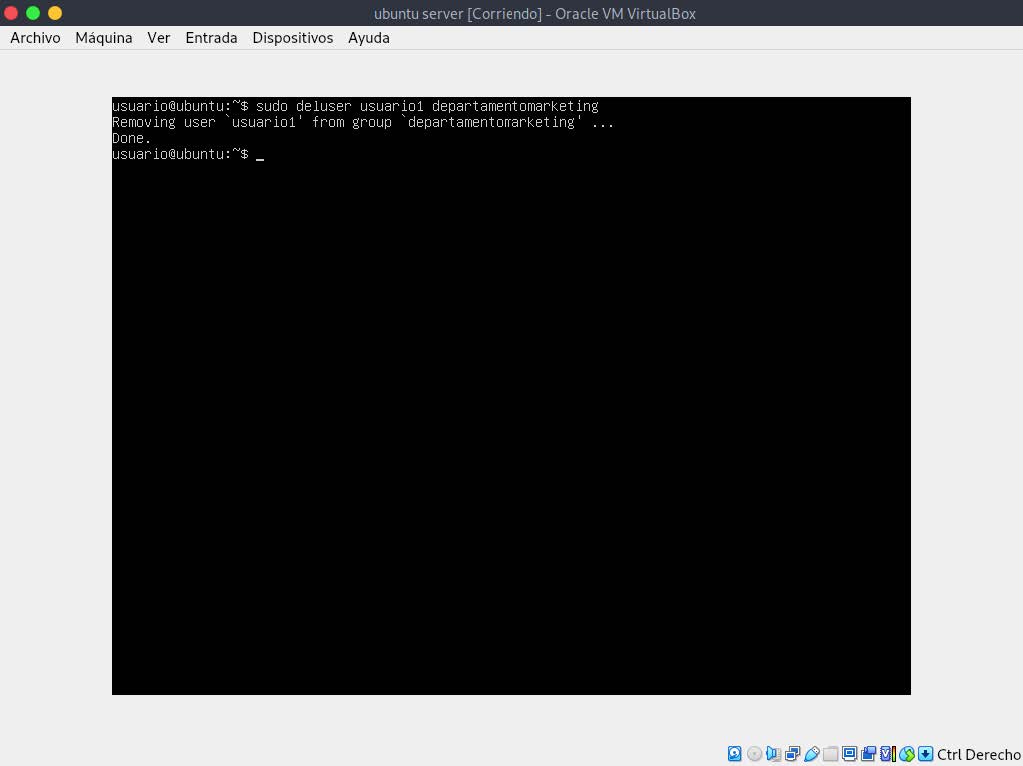 ubuntu server [Corriendo] - Oracle VM VirtualBox
Archivo Máquina Ver Entrada Dispositivos Ayuda
usuario@ubuntu:~$ sudo deluser usuario1 departamentomarketing
Removing user `usuario1' from group `departamentomarketing' ...
Done.
usuario@ubuntu:~$ _
Ctrl Derecho